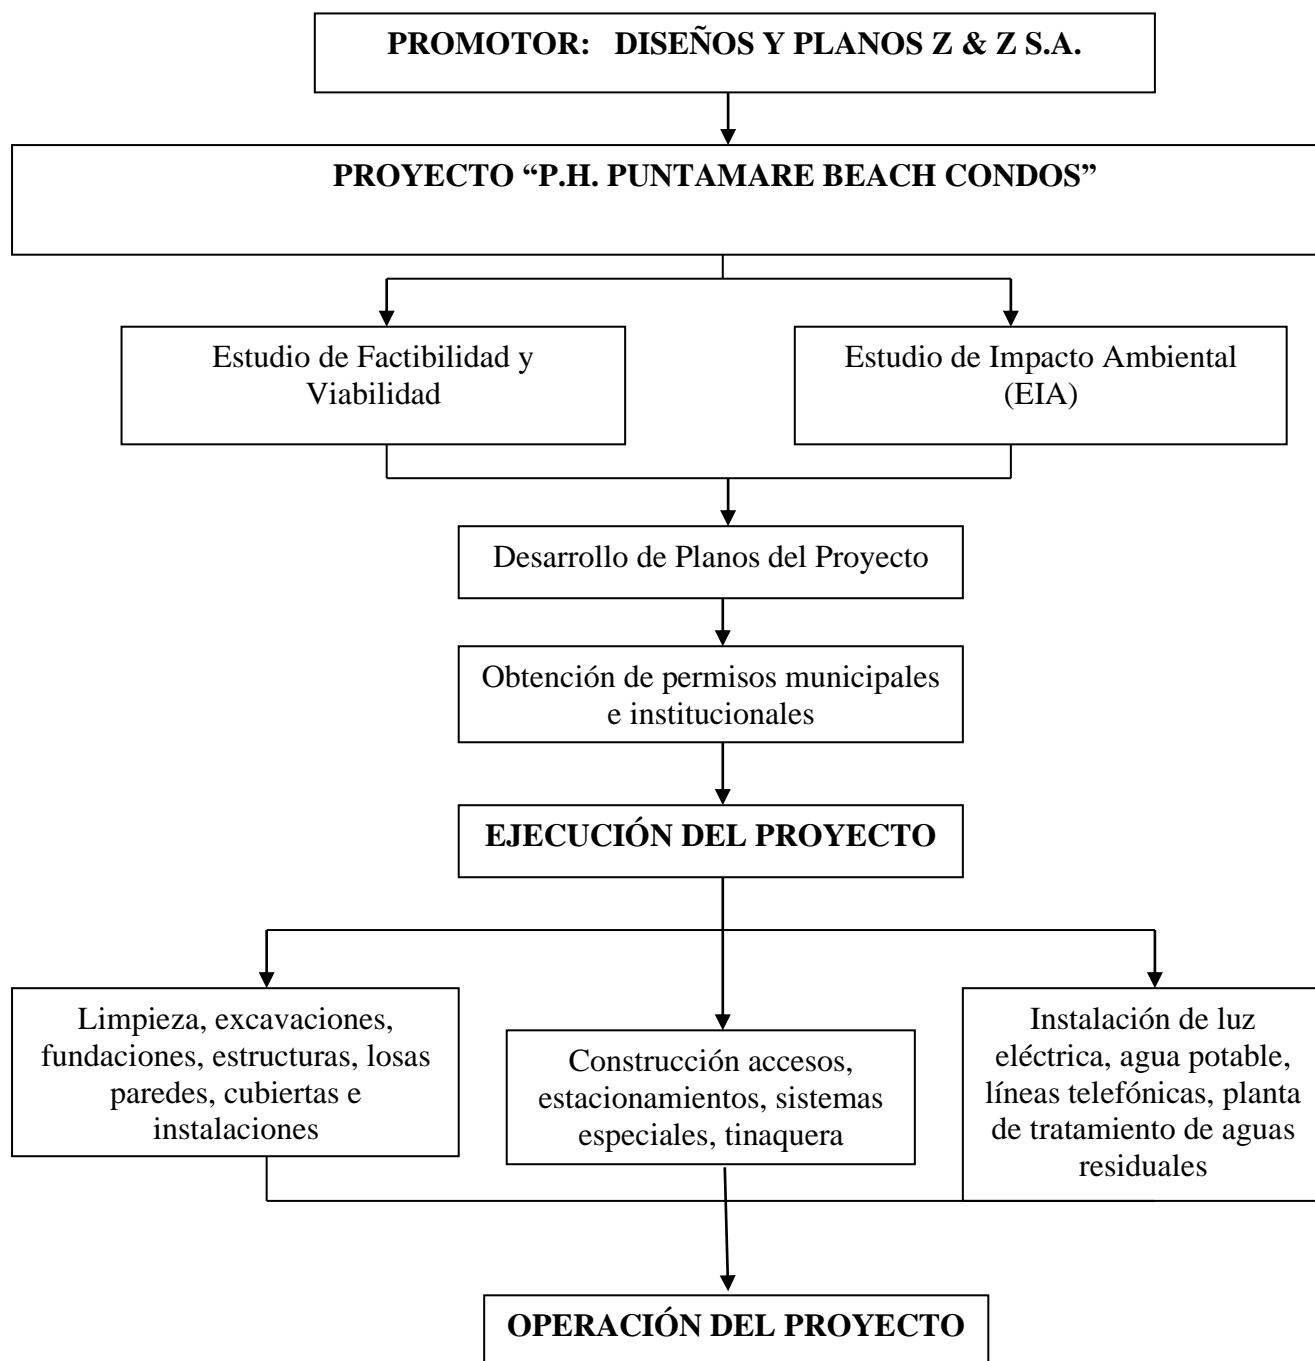 PROMOTOR: DISEÑOS Y PLANOS Z & Z S.A.
PROYECTO “P.H. PUNTAMARE BEACH CONDOS”
Estudio de Factibilidad y
Viabilidad
Estudio de Impacto Ambiental
(EIA)
Desarrollo de Planos del Proyecto
Obtención de permisos municipales
e institucionales
EJECUCIÓN DEL PROYECTO
Limpieza, excavaciones,
fundaciones, estructuras, losas
paredes, cubiertas e
instalaciones
Construcción accesos,
estacionamientos, sistemas
especiales, tinaquera
Instalación de luz
eléctrica, agua potable,
líneas telefónicas, planta
de tratamiento de aguas
residuales
OPERACIÓN DEL PROYECTO